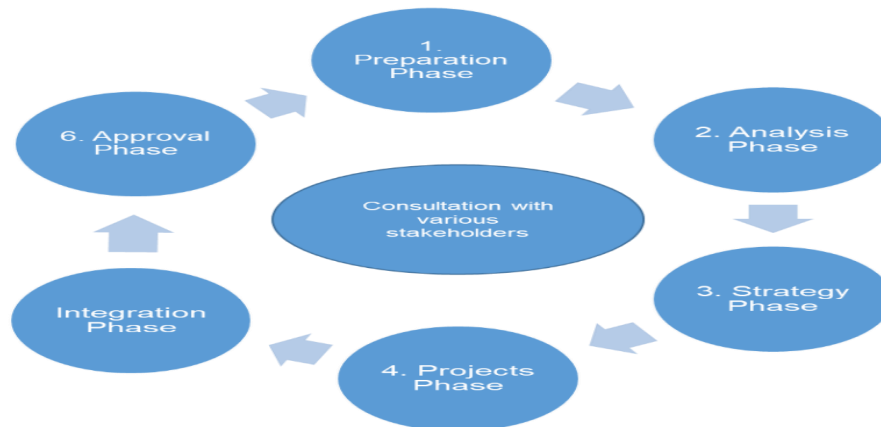 1.
Preparation
Phase
2. Analysis
Phase
3. Strategy
Phase
4. Projects
Phase
Integration
Phase
6. Approval
Phase
Consultation with
various
stakeholders